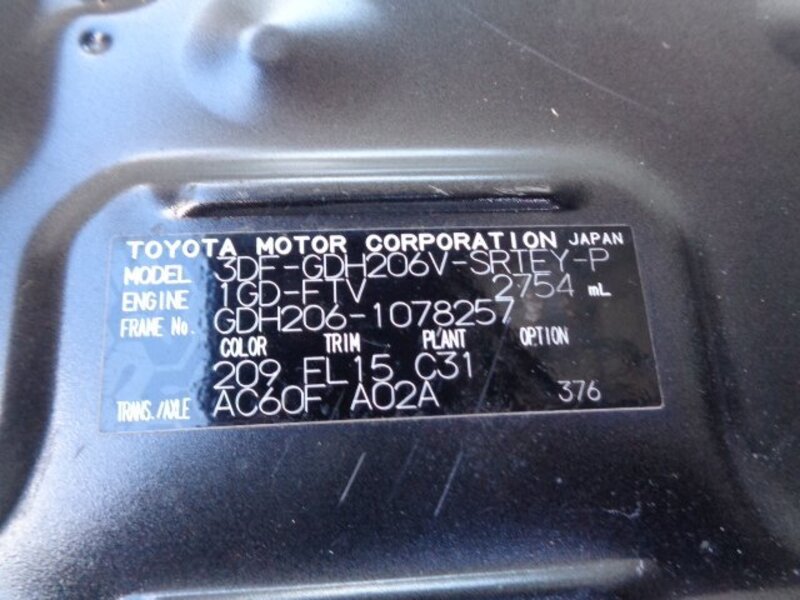 TOYOTA MOTOR CORPORATION JAPAN
MODEL 3DF-GDH206V-SRTEY-P
ENGINE 1GD-FTV 2754 mL
FRAME No. GDH206-1078257
COLOR TRIM PLANT OPTION
209 FL15 C31
TRANS./AXLE AC60F A02A 376